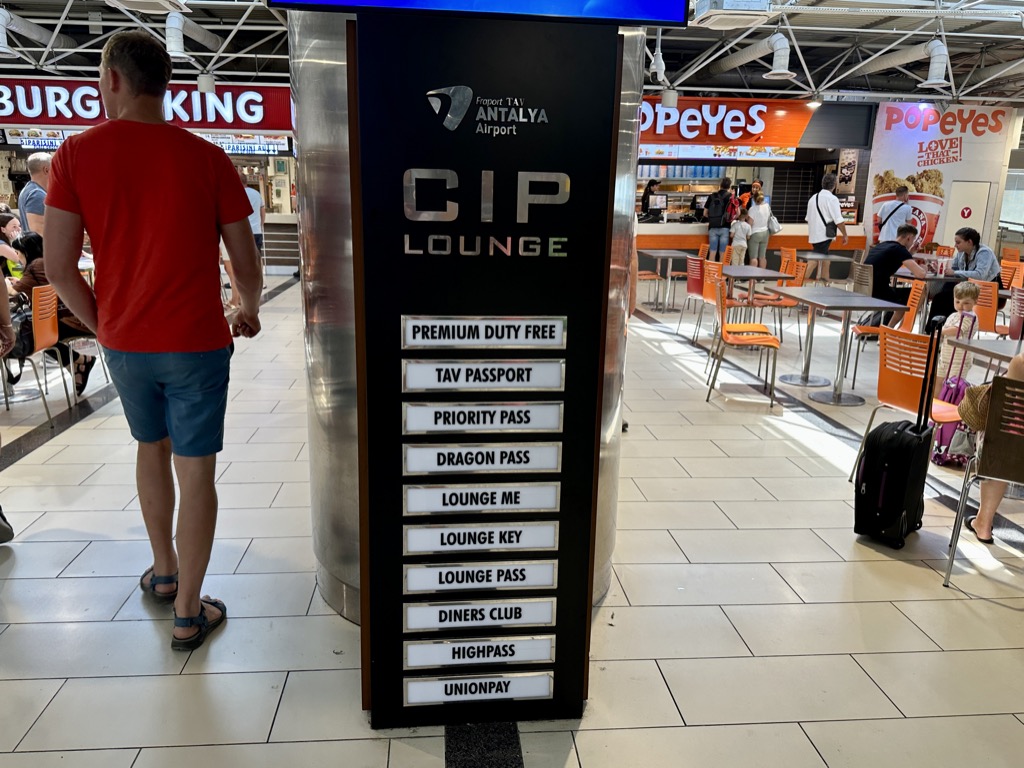 BURGER KING
Fraport TAV
ANTALYA
Airport
CIP
LOUNGE
PREMIUM DUTY FREE
TAV PASSPORT
PRIORITY PASS
DRAGON PASS
LOUNGE ME
LOUNGE KEY
LOUNGE PASS
DINERS CLUB
HIGHPASS
UNIONPAY
POPEYES
POPEYES
LOVE
THAT
CHICKEN!